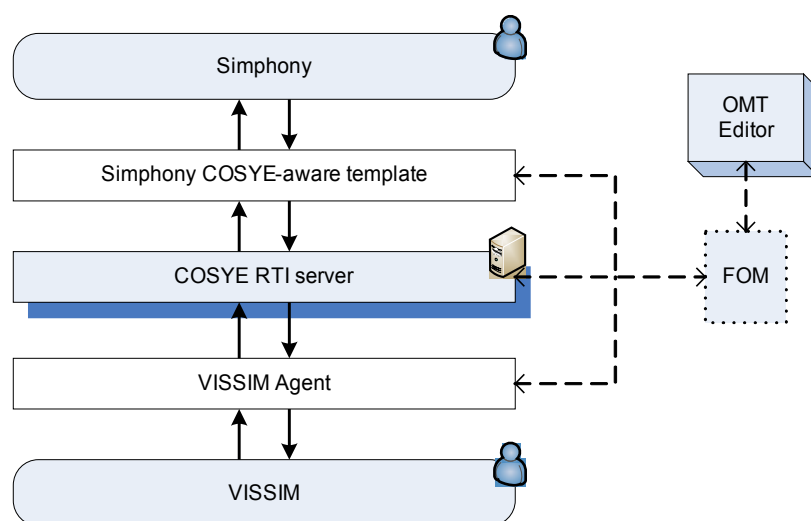 Simphony
OMT
Editor
Simphony COSYE-aware template
COSYE RTI server
FOM
VISSIM Agent
VISSIM